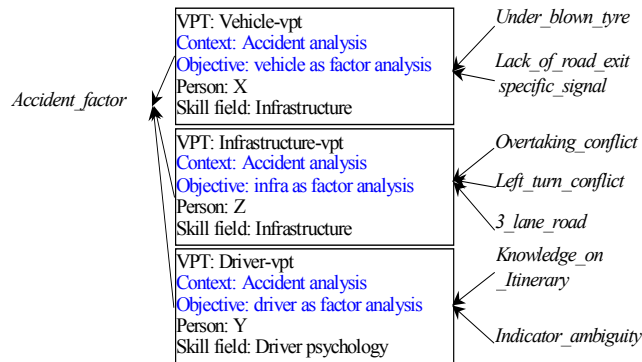 Accident_factor
VPT: Vehicle-vpt
Context: Accident analysis
Objective: vehicle as factor analysis
Person: X
Skill field: Infrastructure
Under_blown_tyre
Lack_of_road_exit
specific_signal
VPT: Infrastructure-vpt
Context: Accident analysis
Objective: infra as factor analysis
Person: Z
Skill field: Infrastructure
Overtaking_conflict
Left_turn_conflict
3_lane_road
VPT: Driver-vpt
Context: Accident analysis
Objective: driver as factor analysis
Person: Y
Skill field: Driver psychology
Knowledge_on
_Itinerary
Indicator_ambiguity